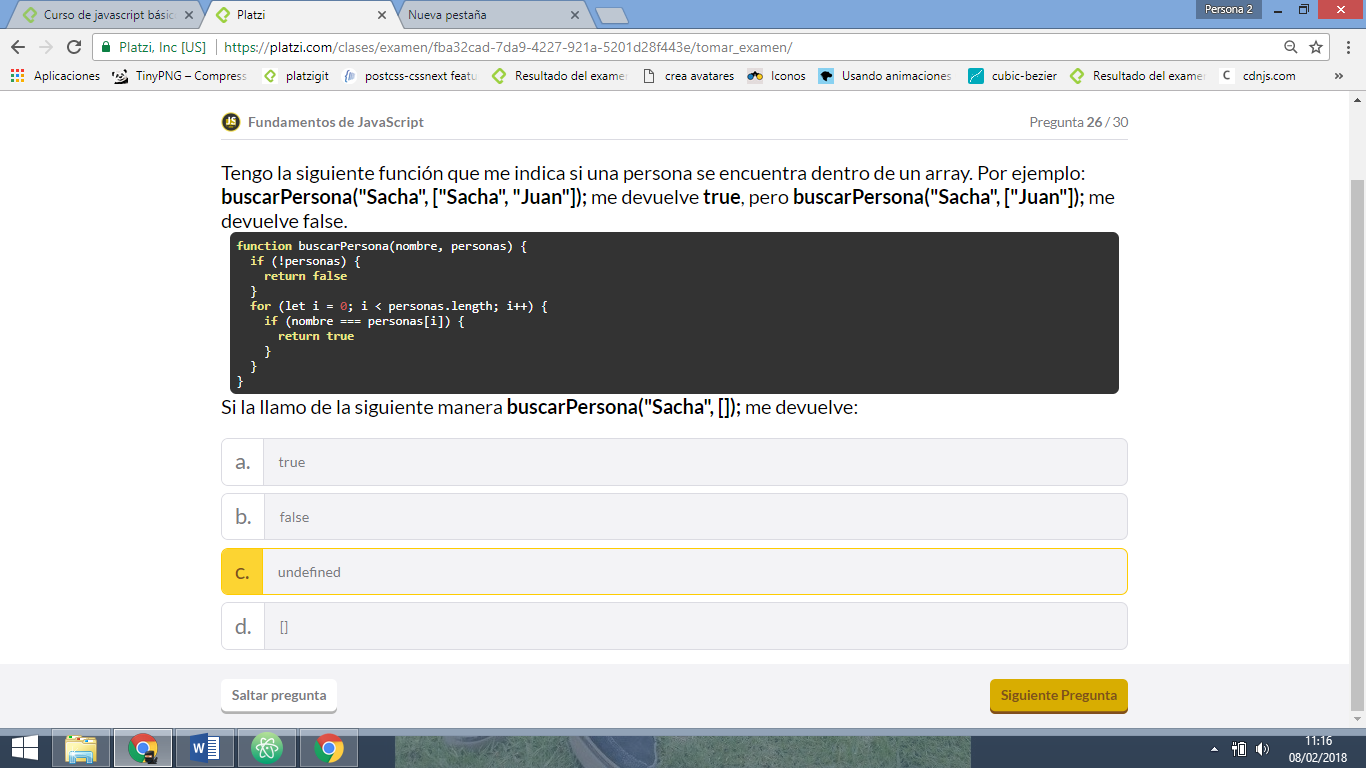 Curso de javascript básic
Platzi
Nueva pestaña
Persona 2
Platzi, Inc [US]
https://platzi.com/clases/examen/fba32cad-7da9-4227-921a-5201d28f443e/tomar_examen/
Aplicaciones
TinyPNG – Compress
platzigit
postcss-cssnext featu
Resultado del exame
crea avatares
Iconos
Usando animaciones
cubic-bezier
Resultado del exame
C cdnjs.com
»
Fundamentos de JavaScript
Pregunta 26 / 30
Tengo la siguiente función que me indica si una persona se encuentra dentro de un array. Por ejemplo:
buscarPersona("Sacha", ["Sacha", "Juan"]); me devuelve true, pero buscarPersona("Sacha", ["Juan"]); me
devuelve false.
function buscarPersona(nombre, personas) {
  if (!personas) {
    return false
  }
  for (let i = 0; i < personas.length; i++) {
    if (nombre === personas[i]) {
      return true
    }
  }
}
Si la llamo de la siguiente manera buscarPersona("Sacha", []); me devuelve:
a. true
b. false
c. undefined
d. []
Saltar pregunta
Siguiente Pregunta
11:16
08/02/2018